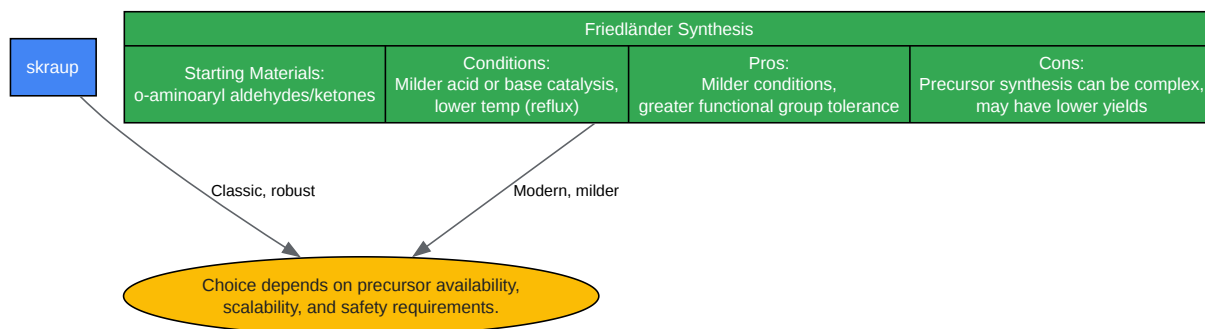 Friedländer Synthesis
skraup
Starting Materials:
o-aminoaryl aldehydes/ketones
Conditions:
Milder acid or base catalysis,
lower temp (reflux)
Pros:
Milder conditions,
greater functional group tolerance
Cons:
Precursor synthesis can be complex,
may have lower yields
Classic, robust
Modern, milder
Choice depends on precursor availability,
scalability, and safety requirements.